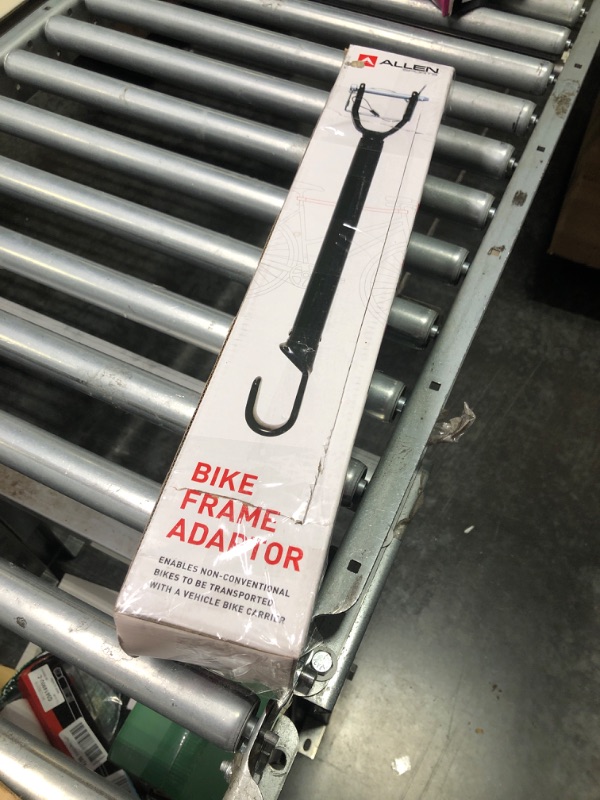 ALLEN
BIKE
FRAME
ADAPTOR
ENABLES NON-CONVENTIONAL
BIKES TO BE TRANSPORTED
WITH A VEHICLE BIKE CARRIER